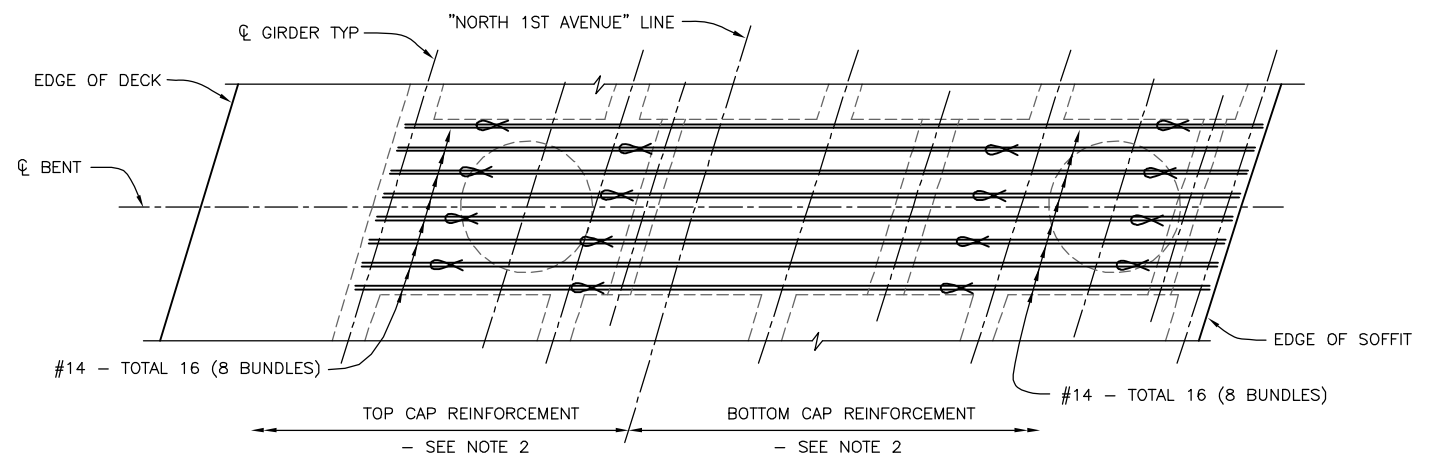 "NORTH 1ST AVENUE" LINE
℄ GIRDER TYP
EDGE OF DECK
℄ BENT
EDGE OF SOFFIT
#14 – TOTAL 16 (8 BUNDLES)
#14 – TOTAL 16 (8 BUNDLES)
TOP CAP REINFORCEMENT
– SEE NOTE 2
BOTTOM CAP REINFORCEMENT
– SEE NOTE 2